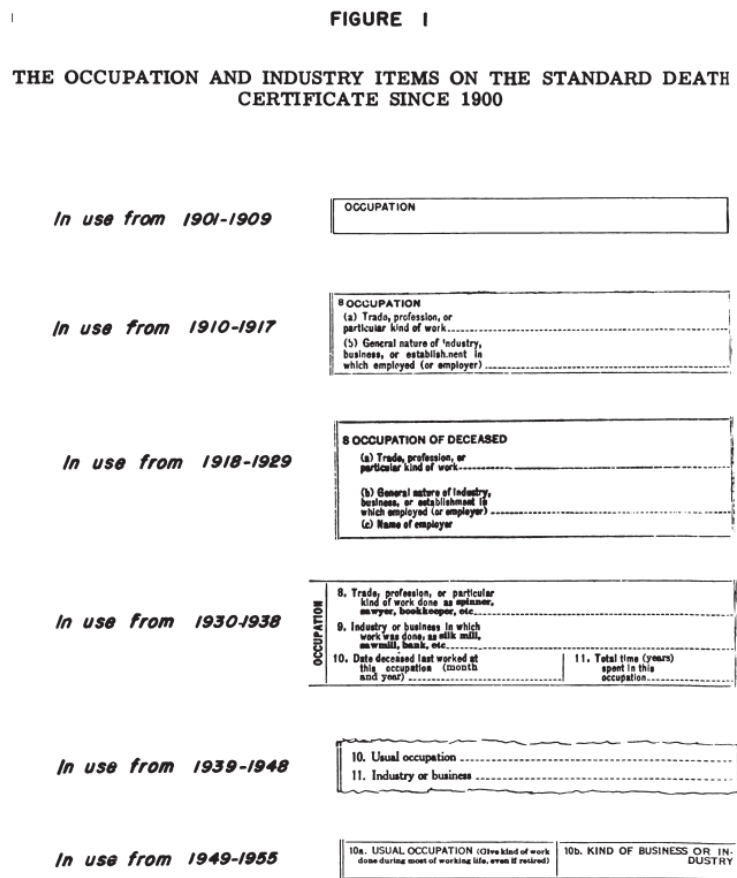 FIGURE 1
THE OCCUPATION AND INDUSTRY ITEMS ON THE STANDARD DEATH
CERTIFICATE SINCE 1900
In use from 1901-1909
OCCUPATION
In use from 1910-1917
8 OCCUPATION
(a) Trade, profession, or
particular kind of work
(b) General nature of industry,
business, or establishment in
which employed (or employer)
In use from 1918-1929
8 OCCUPATION OF DECEASED
(a) Trade, profession, or
particular kind of work
(b) General nature of industry,
business, or establishment in
which employed (or employer)
(c) Name of employer
In use from 1930-1938
OCCUPATION
8. Trade, profession, or particular
kind of work done as spinner,
sawyer, bookkeeper, etc.
9. Industry or business in which
work was done, as silk mill,
sawmill, bank, etc.
10. Date deceased last worked at
this occupation (month
and year)
11. Total time (years)
spent in this
occupation
In use from 1939-1948
10. Usual occupation
11. Industry or business
In use from 1949-1955
10a. USUAL OCCUPATION (Give kind of work
done during most of working life, even if retired)
10b. KIND OF BUSINESS OR IN-
DUSTRY